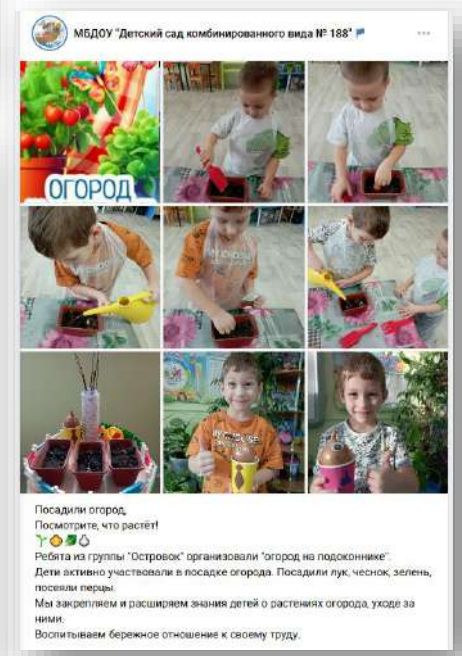 МБДОУ "Детский сад комбинированного вида № 188"
ОГОРОД
Посадили огород,
Посмотрите, что растёт!
Ребята из группы "Островок" организовали "огород на подоконнике".
Дети активно участвовали в посадке огорода. Посадили лук, чеснок, зелень,
посеяли перцы.
Мы закрепляем и расширяем знания детей о растениях огорода, уходе за
ними.
Воспитываем бережное отношение к своему труду.